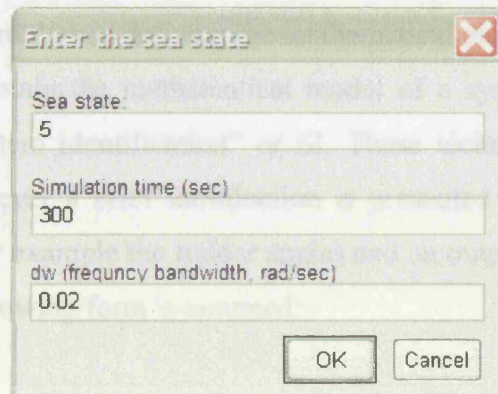 Enter the sea state
Sea state:
5
Simulation time (sec)
300
dw (frequncy bandwidth, rad/sec)
0.02
OK
Cancel